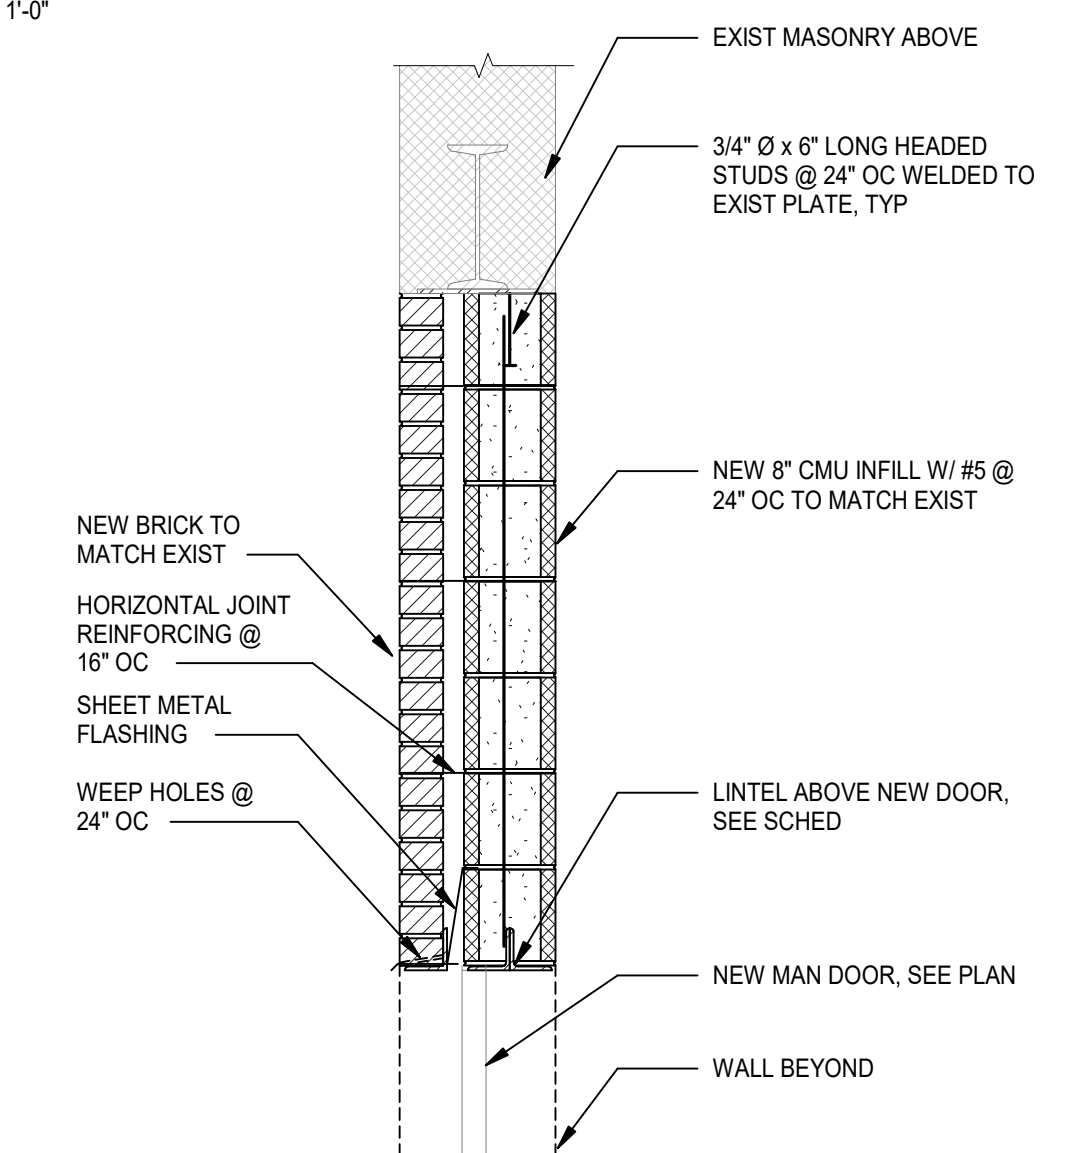 1'-0"
EXIST MASONRY ABOVE
3/4" Ø x 6" LONG HEADED
STUDS @ 24" OC WELDED TO
EXIST PLATE, TYP
NEW 8" CMU INFILL W/ #5 @
24" OC TO MATCH EXIST
NEW BRICK TO
MATCH EXIST
HORIZONTAL JOINT
REINFORCING @
16" OC
SHEET METAL
FLASHING
WEEP HOLES @
24" OC
LINTEL ABOVE NEW DOOR,
SEE SCHED
NEW MAN DOOR, SEE PLAN
WALL BEYOND